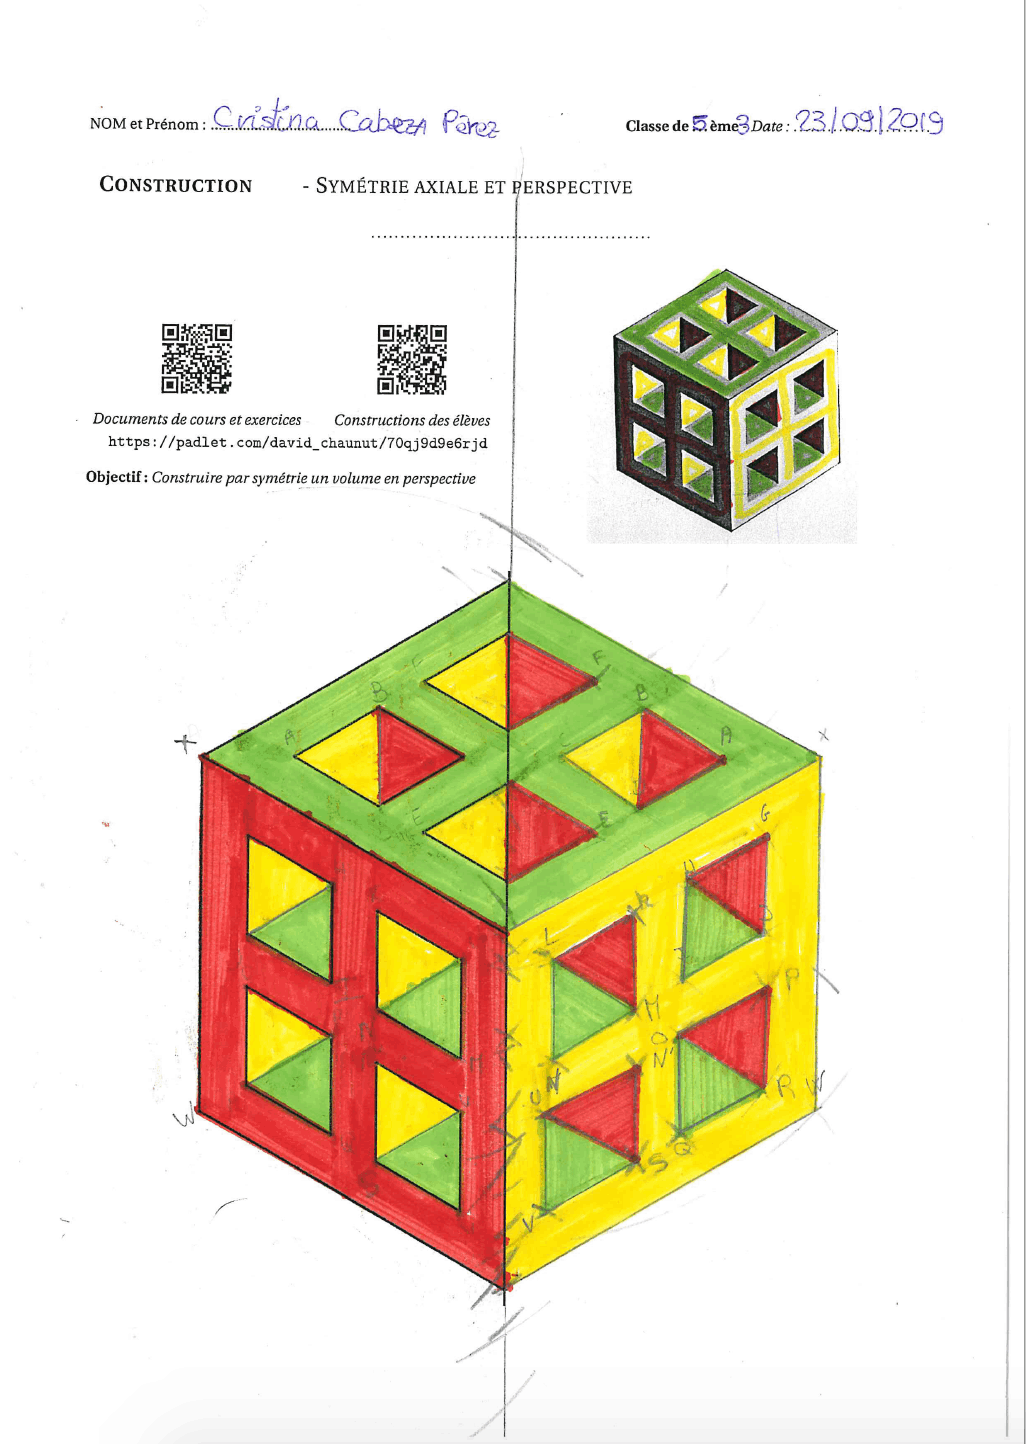 NOM et Prénom : Cristina Cabeza Pérez
Classe de 5ème3 Date : 23/09/2019
CONSTRUCTION - SYMÉTRIE AXIALE ET PERSPECTIVE
Documents de cours et exercices Constructions des élèves
https://padlet.com/david_chaunut/70qj9d9e6rjd
Objectif : Construire par symétrie un volume en perspective
F F
B B
A A
x
E E
G
H
L K
J
P
M
O
N'
R W
U N
W
S Q
S
V